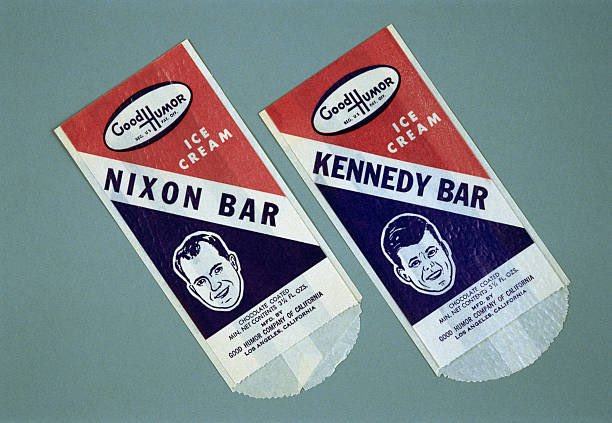 Good Humor
REG. U.S. PAT. OFF.
ICE
CREAM
NIXON BAR
CHOCOLATE COATED
MIN. NET CONTENTS 3½ FL. OZS.
MFD. BY
GOOD HUMOR COMPANY OF CALIFORNIA
LOS ANGELES, CALIFORNIA
Good Humor
REG. U.S. PAT. OFF.
ICE
CREAM
KENNEDY BAR
CHOCOLATE COATED
MIN. NET CONTENTS 3½ FL. OZS.
MFD. BY
GOOD HUMOR COMPANY OF CALIFORNIA
LOS ANGELES, CALIFORNIA